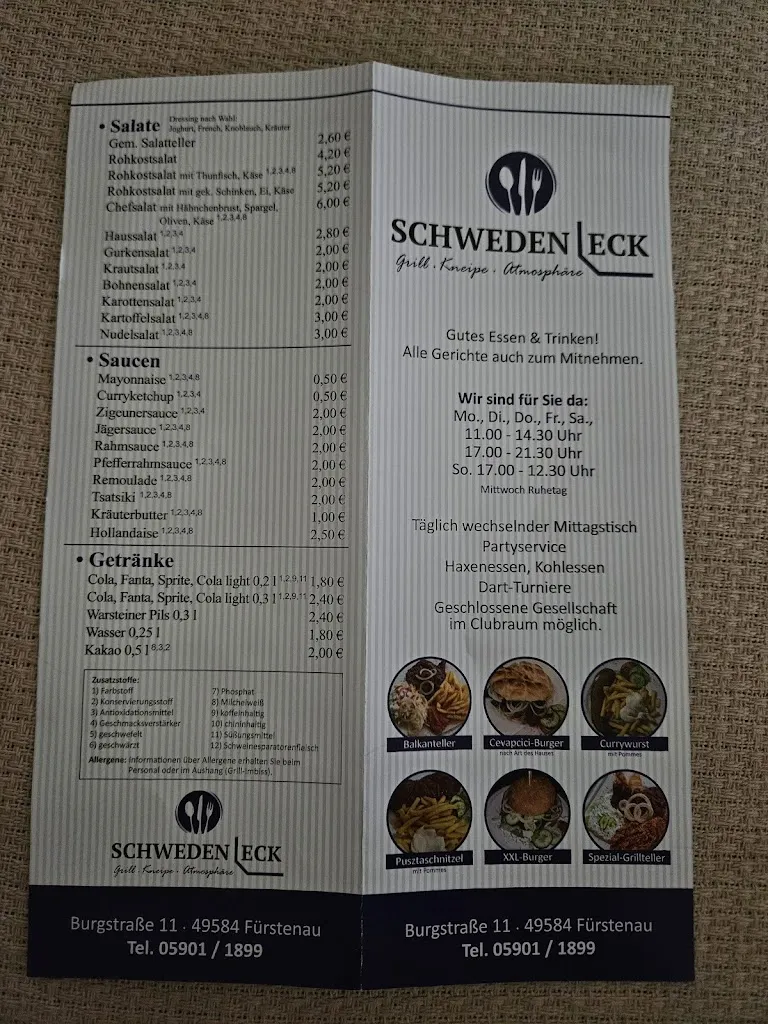 • Salate Dressing nach Wahl:
Joghurt, French, Knoblauch, Kräuter
Gem. Salatteller 2,60 €
Rohkostsalat 4,20 €
Rohkostsalat mit Thunfisch, Käse 1,2,3,4,8 5,20 €
Rohkostsalat mit gek. Schinken, Ei, Käse 5,20 €
Chefsalat mit Hähnchenbrust, Spargel, 6,00 €
Oliven, Käse 1,2,3,4,8
Haussalat 1,2,3,4 2,80 €
Gurkensalat 1,2,3,4 2,00 €
Krautsalat 1,2,3,4 2,00 €
Bohnensalat 1,2,3,4 2,00 €
Karottensalat 1,2,3,4 2,00 €
Kartoffelsalat 1,2,3,4,8 3,00 €
Nudelsalat 1,2,3,4,8 3,00 €
• Saucen
Mayonnaise 1,2,3,4,8 0,50 €
Curryketchup 1,2,3,4 0,50 €
Zigeunersauce 1,2,3,4 2,00 €
Jägersauce 1,2,3,4,8 2,00 €
Rahmsauce 1,2,3,4,8 2,00 €
Pfefferrahmsauce 1,2,3,4,8 2,00 €
Remoulade 1,2,3,4,8 2,00 €
Tsatsiki 1,2,3,4,8 2,00 €
Kräuterbutter 1,2,3,4,8 1,00 €
Hollandaise 1,2,3,4,8 2,50 €
• Getränke
Cola, Fanta, Sprite, Cola light 0,2 l 1,2,9,11 1,80 €
Cola, Fanta, Sprite, Cola light 0,3 l 1,2,9,11 2,40 €
Warsteiner Pils 0,3 l 2,40 €
Wasser 0,25 l 1,80 €
Kakao 0,5 l 8,3,2 2,00 €
Zusatzstoffe:
1) Farbstoff
2) Konservierungsstoff
3) Antioxidationsmittel
4) Geschmacksverstärker
5) geschwefelt
6) geschwärzt
7) Phosphat
8) Milcheiweiß
9) koffeinhaltig
10) chininhaltig
11) Süßungsmittel
12) Schweineseparatorenfleisch
Allergene: Informationen über Allergene erhalten Sie beim
Personal oder im Aushang (Grill-Imbiss).
SCHWEDEN ECK
Grill . Kneipe . Atmosphäre
Burgstraße 11 · 49584 Fürstenau
Tel. 05901 / 1899
SCHWEDEN ECK
Grill . Kneipe . Atmosphäre
Gutes Essen & Trinken!
Alle Gerichte auch zum Mitnehmen.
Wir sind für Sie da:
Mo., Di., Do., Fr., Sa.,
11.00 - 14.30 Uhr
17.00 - 21.30 Uhr
So. 17.00 - 12.30 Uhr
Mittwoch Ruhetag
Täglich wechselnder Mittagstisch
Partyservice
Haxenessen, Kohlessen
Dart-Turniere
Geschlossene Gesellschaft
im Clubraum möglich.
Balkanteller
Cevapcici-Burger
nach Art des Hauses
Currywurst
mit Pommes
Pusztaschnitzel
mit Pommes
XXL-Burger
Spezial-Grillteller
Burgstraße 11 · 49584 Fürstenau
Tel. 05901 / 1899